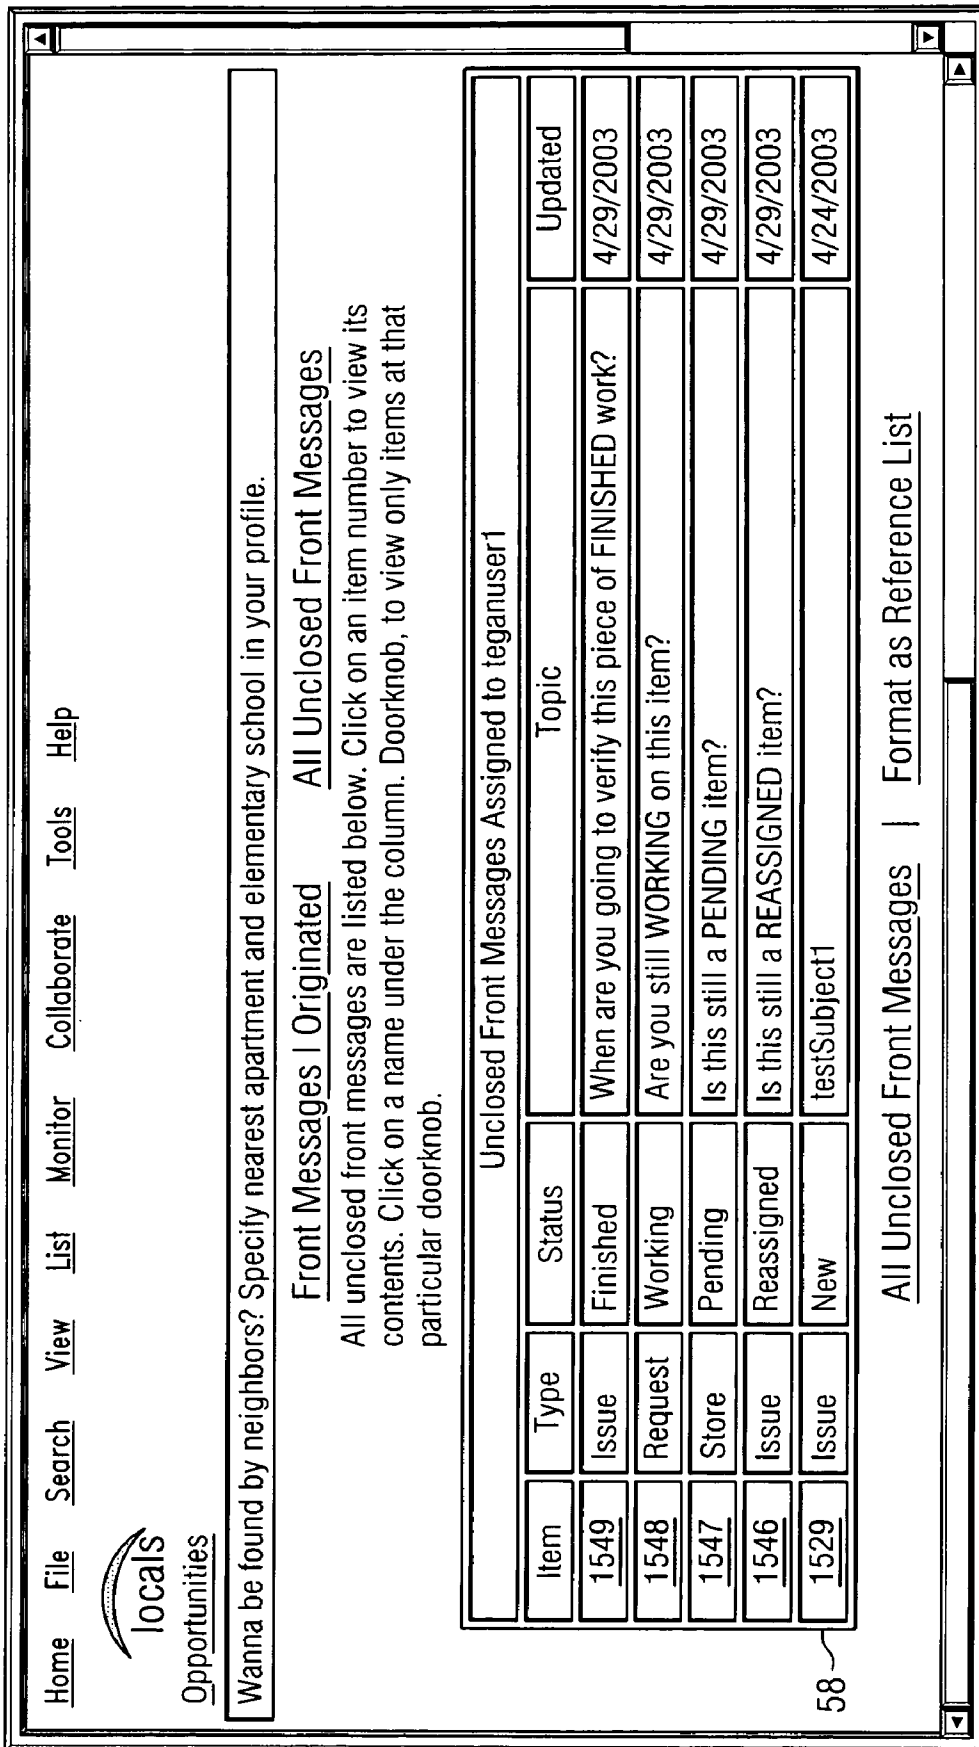 Home File Search View List Monitor Collaborate Tools Help
locals
Opportunities
Wanna be found by neighbors? Specify nearest apartment and elementary school in your profile.
Front Messages | Originated All Unclosed Front Messages
All unclosed front messages are listed below. Click on an item number to view its
contents. Click on a name under the column. Doorknob, to view only items at that
particular doorknob.
Unclosed Front Messages Assigned to teganuser1
Item Type Status Topic Updated
1549 Issue Finished When are you going to verify this piece of FINISHED work? 4/29/2003
1548 Request Working Are you still WORKING on this item? 4/29/2003
1547 Store Pending Is this still a PENDING item? 4/29/2003
1546 Issue Reassigned Is this still a REASSIGNED item? 4/29/2003
1529 Issue New testSubject1 4/24/2003
58
All Unclosed Front Messages | Format as Reference List